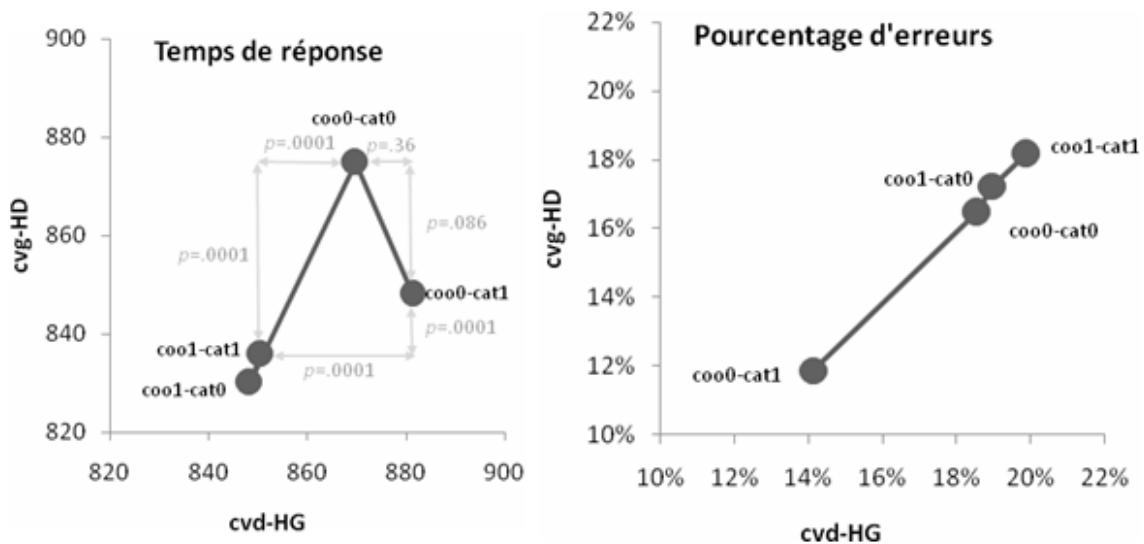 Temps de réponse
900
880
860
840
820
cvg-HD
coo0-cat0
p=.0001
p=.36
p=.086
p=.0001
coo0-cat1
p=.0001
coo1-cat1
p=.0001
coo1-cat0
820 840 860 880 900
cvd-HG
Pourcentage d'erreurs
22%
20%
18%
16%
14%
12%
10%
cvg-HD
coo1-cat1
coo1-cat0
coo0-cat0
coo0-cat1
10% 12% 14% 16% 18% 20% 22%
cvd-HG